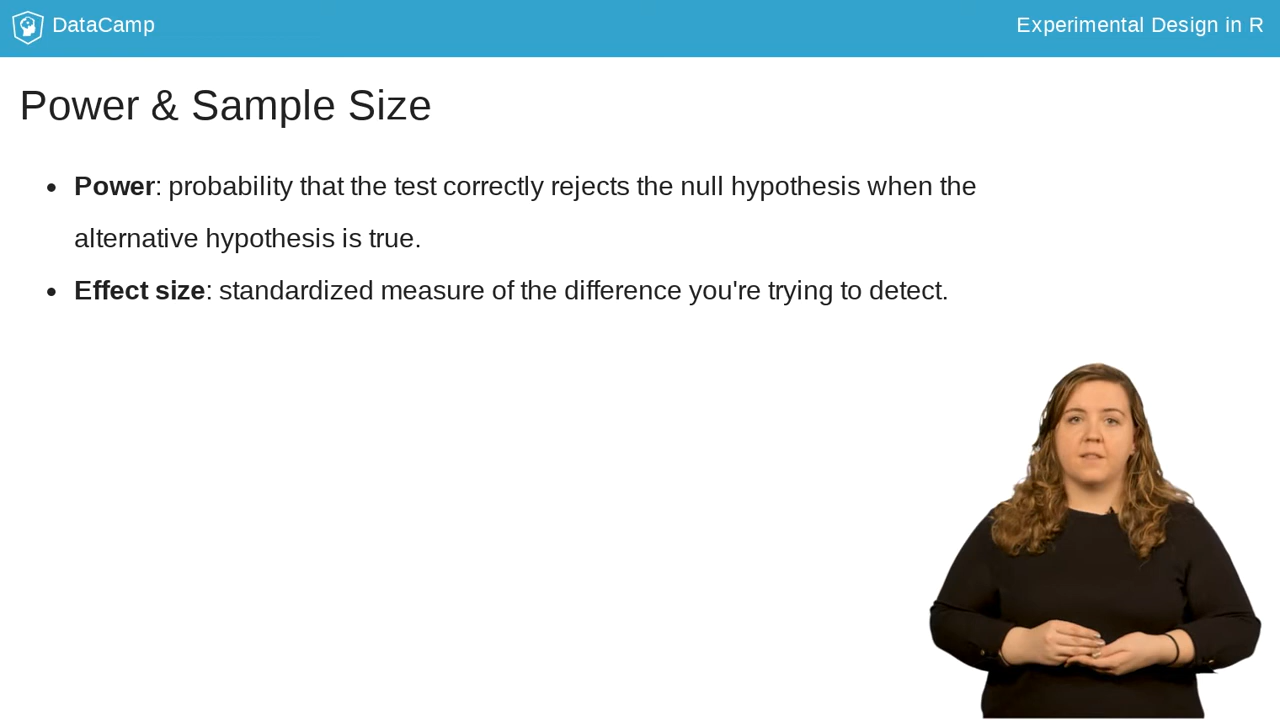 DataCamp
Experimental Design in R
Power & Sample Size
• Power: probability that the test correctly rejects the null hypothesis when the
alternative hypothesis is true.
• Effect size: standardized measure of the difference you're trying to detect.